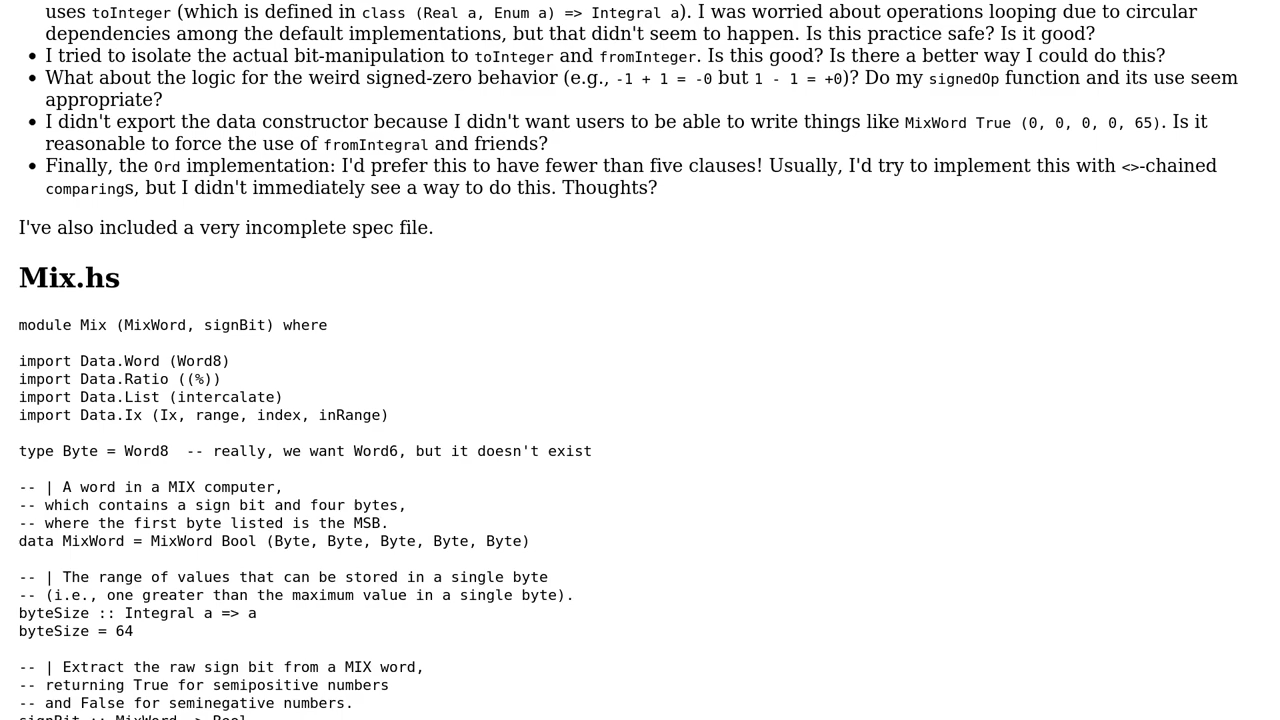 uses toInteger (which is defined in class (Real a, Enum a) => Integral a). I was worried about operations looping due to circular
dependencies among the default implementations, but that didn't seem to happen. Is this practice safe? Is it good?
• I tried to isolate the actual bit-manipulation to toInteger and fromInteger. Is this good? Is there a better way I could do this?
• What about the logic for the weird signed-zero behavior (e.g., -1 + 1 = -0 but 1 - 1 = +0)? Do my signedOp function and its use seem
appropriate?
• I didn't export the data constructor because I didn't want users to be able to write things like MixWord True (0, 0, 0, 0, 65). Is it
reasonable to force the use of fromIntegral and friends?
• Finally, the Ord implementation: I'd prefer this to have fewer than five clauses! Usually, I'd try to implement this with <>-chained
comparings, but I didn't immediately see a way to do this. Thoughts?
I've also included a very incomplete spec file.
Mix.hs
module Mix (MixWord, signBit) where
import Data.Word (Word8)
import Data.Ratio ((%))
import Data.List (intercalate)
import Data.Ix (Ix, range, index, inRange)
type Byte = Word8  -- really, we want Word6, but it doesn't exist
-- | A word in a MIX computer,
-- which contains a sign bit and four bytes,
-- where the first byte listed is the MSB.
data MixWord = MixWord Bool (Byte, Byte, Byte, Byte, Byte)
-- | The range of values that can be stored in a single byte
-- (i.e., one greater than the maximum value in a single byte).
byteSize :: Integral a => a
byteSize = 64
-- | Extract the raw sign bit from a MIX word,
-- returning True for semipositive numbers
-- and False for seminegative numbers.
signBit :: MixWord -> Bool